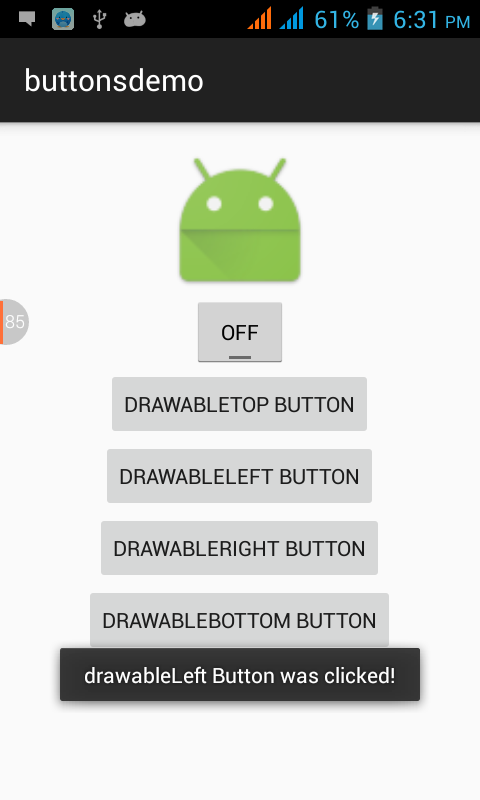 61% 6:31 PM
buttonsdemo
85
OFF
DRAWABLETOP BUTTON
DRAWABLELEFT BUTTON
DRAWABLERIGHT BUTTON
DRAWABLEBOTTOM BUTTON
drawableLeft Button was clicked!